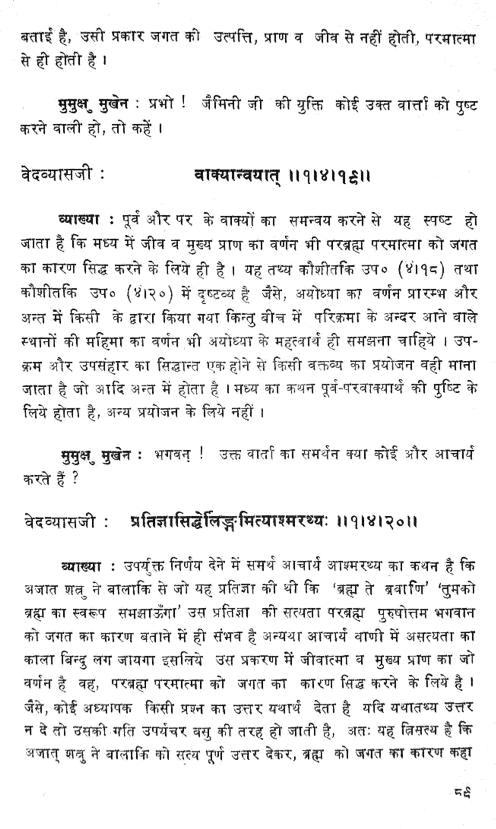 बताई है, उसी प्रकार जगत की उत्पत्ति, प्राण व जीव से नहीं होती, परमात्मा
से ही होती है ।
मुमुक्षु मुखेन : प्रभो ! जैमिनी जी की युक्ति कोई उक्त वार्त्ता को पुष्ट
करने वाली हो, तो कहें ।
वेदव्यासजी : वाक्यान्वयात् ॥१।४।१९॥
व्याख्या : पूर्व और पर के वाक्यों का समन्वय करने से यह स्पष्ट हो
जाता है कि मध्य में जीव व मुख्य प्राण का वर्णन भी परब्रह्म परमात्मा को जगत
का कारण सिद्ध करने के लिये ही है । यह तथ्य कौशीतकि उप० (४।१८) तथा
कौशीतकि उप० (४।२०) में दृष्टव्य है जैसे, अयोध्या का वर्णन प्रारम्भ और
अन्त में किसी के द्वारा किया गया किन्तु बीच में परिक्रमा के अन्दर आने वाले
स्थानों की महिमा का वर्णन भी अयोध्या के महत्वार्थ ही समझना चाहिये । उप-
क्रम और उपसंहार का सिद्धान्त एक होने से किसी वक्तव्य का प्रयोजन वही माना
जाता है जो आदि अन्त में होता है । मध्य का कथन पूर्व-परवाक्यार्थ की पुष्टि के
लिये होता है, अन्य प्रयोजन के लिये नहीं ।
मुमुक्षु मुखेन : भगवन् ! उक्त वार्ता का समर्थन क्या कोई और आचार्य
करते हैं ?
वेदव्यासजी : प्रतिज्ञासिद्धेर्लिङ्गमित्याश्मरथ्यः ॥१।४।२०॥
व्याख्या : उपर्युक्त निर्णय देने में समर्थ आचार्य आश्मरथ्य का कथन है कि
अजात शत्रु ने बालाकि से जो यह प्रतिज्ञा की थी कि 'ब्रह्म ते ब्रवाणि' 'तुमको
ब्रह्म का स्वरूप समझाऊँगा' उस प्रतिज्ञा की सत्यता परब्रह्म पुरुषोत्तम भगवान
को जगत का कारण बताने में ही संभव है अन्यथा आचार्य वाणी में असत्यता का
काला बिन्दु लग जायगा इसलिये उस प्रकरण में जीवात्मा व मुख्य प्राण का जो
वर्णन है वह, परब्रह्म परमात्मा को जगत का कारण सिद्ध करने के लिये है ।
जैसे, कोई अध्यापक किसी प्रश्न का उत्तर यथार्थ देता है यदि यथातथ्य उत्तर
न दे तो उसकी गति उपर्यचर बसु की तरह हो जाती है, अतः यह त्रिसत्य है कि
अजात् शत्रु ने बालाकि को सत्य पूर्ण उत्तर देकर, ब्रह्म को जगत का कारण कहा
८९